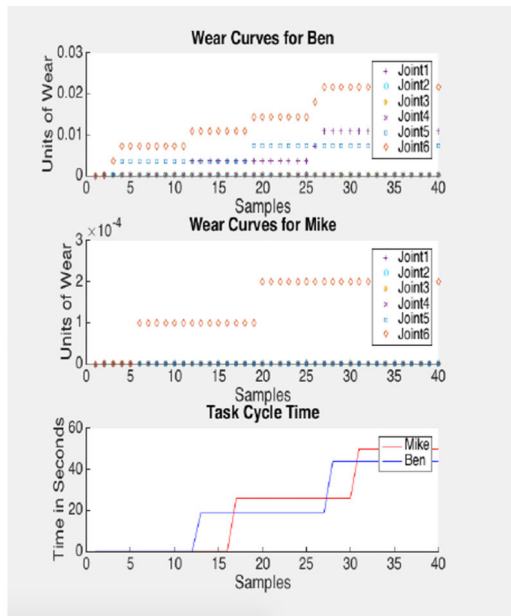 Wear Curves for Ben
0.03
0.02
0.01
0
Units of Wear
0 5 10 15 20 25 30 35 40
Samples
Joint1
Joint2
Joint3
Joint4
Joint5
Joint6
Wear Curves for Mike
×10-4
3
2
1
0
Units of Wear
0 5 10 15 20 25 30 35 40
Samples
Joint1
Joint2
Joint3
Joint4
Joint5
Joint6
Task Cycle Time
60
40
20
0
Time in Seconds
0 5 10 15 20 25 30 35 40
Samples
Mike
Ben